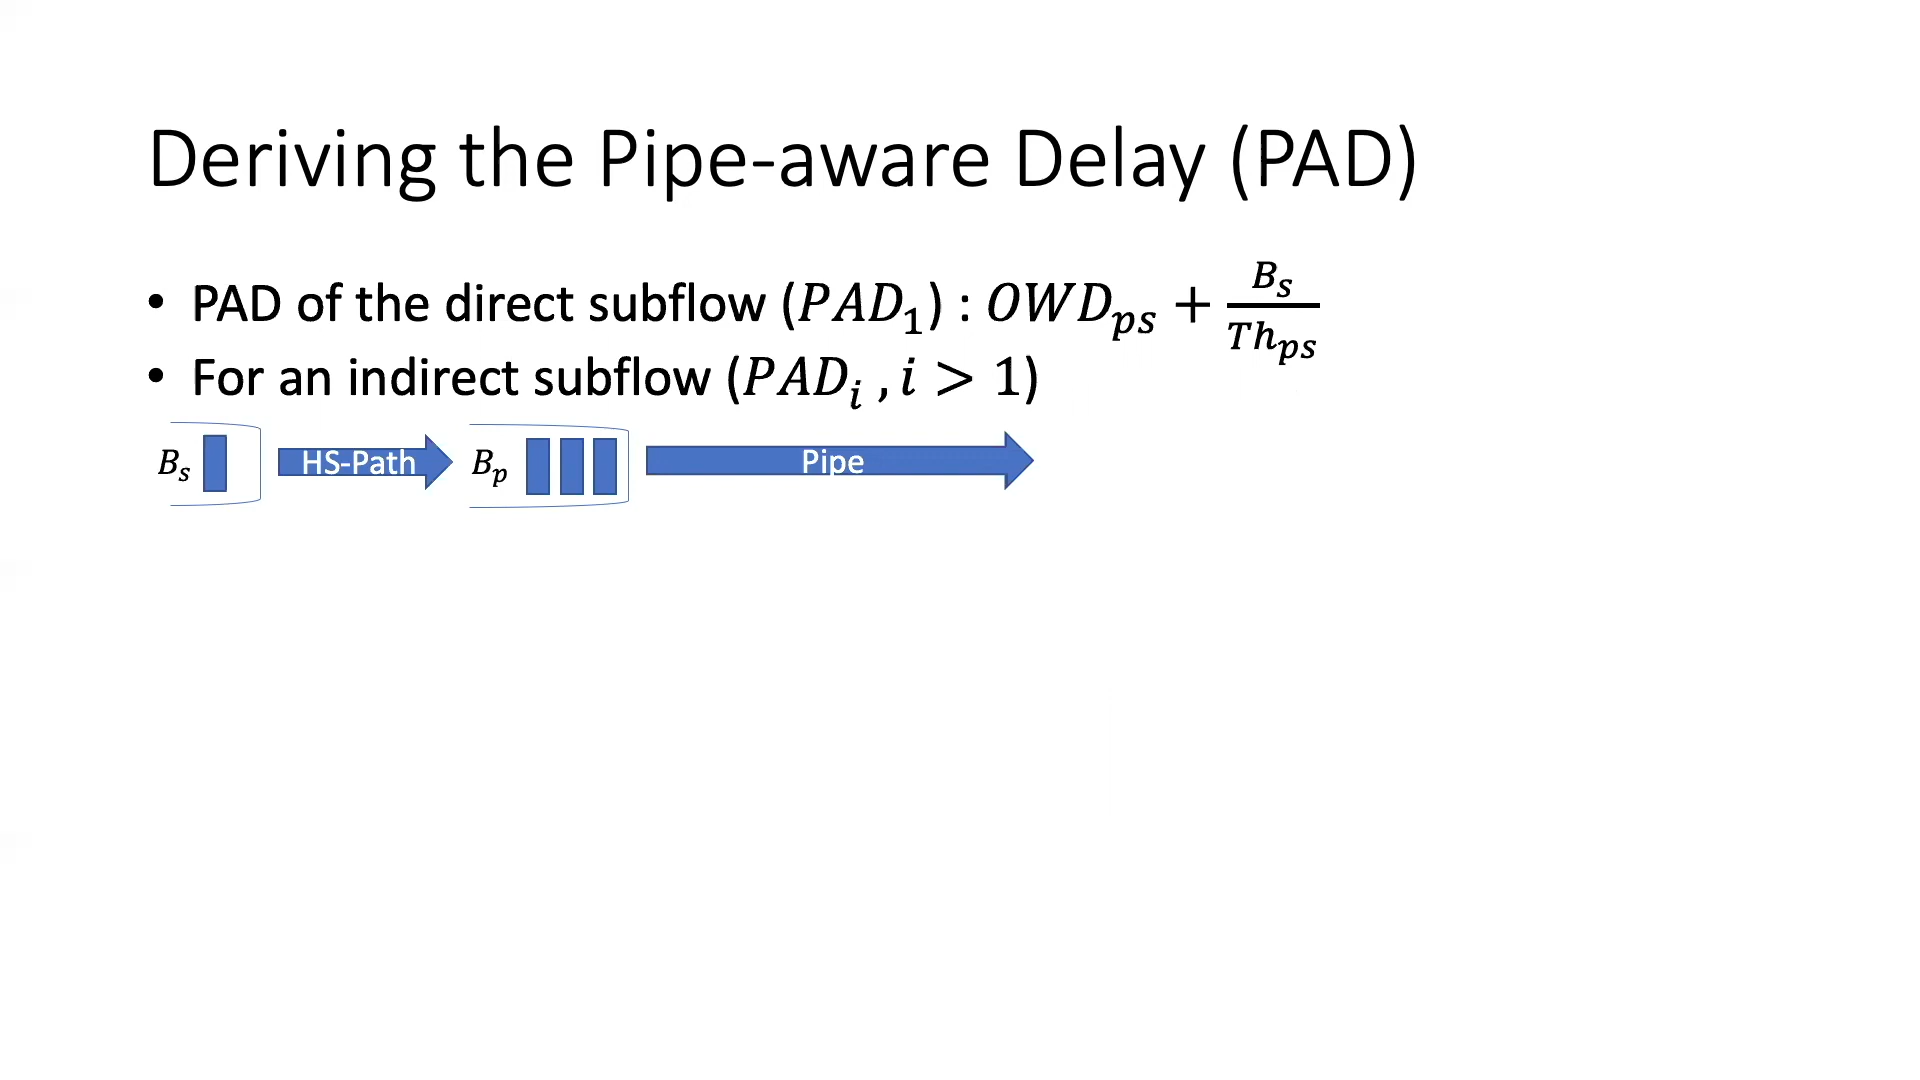 Deriving the Pipe-aware Delay (PAD)
• PAD of the direct subflow (PAD₁) : OWD_ps + B_s / Th_ps
• For an indirect subflow (PAD_i , i > 1)
B_s HS-Path B_p Pipe